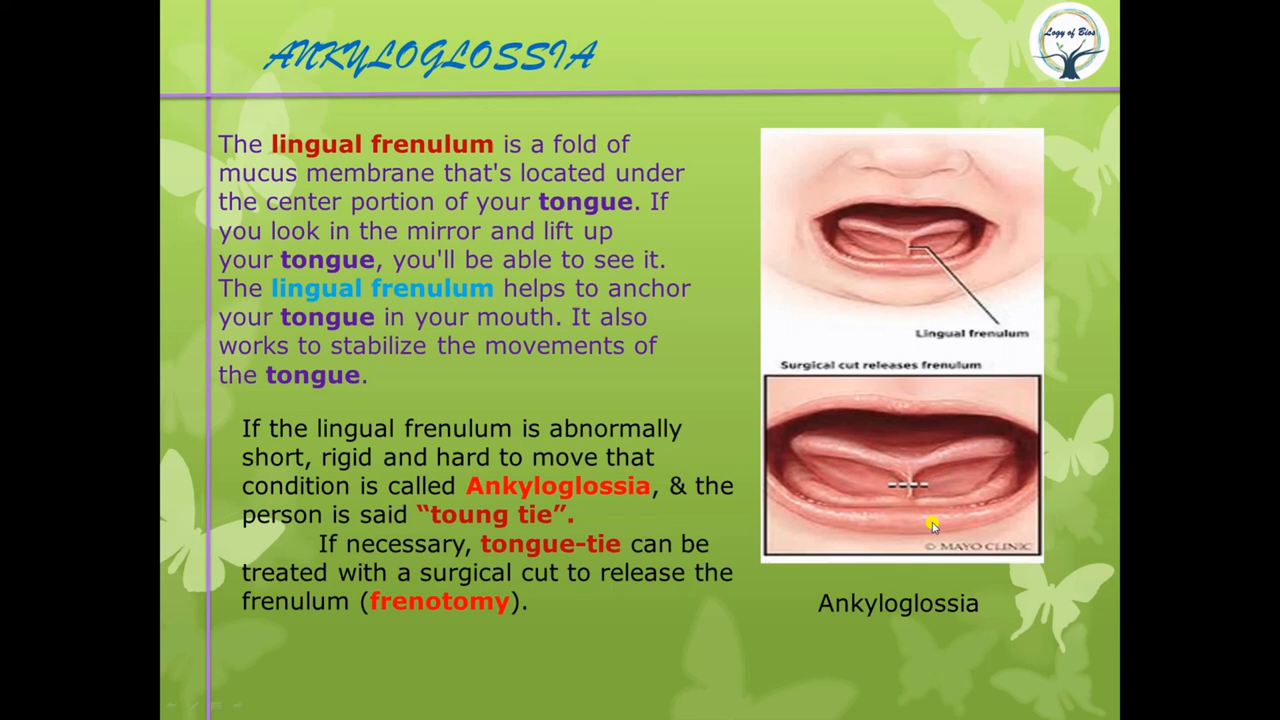 ANKYLOGLOSSIA
Logy of Bios
The lingual frenulum is a fold of
mucus membrane that's located under
the center portion of your tongue. If
you look in the mirror and lift up
your tongue, you'll be able to see it.
The lingual frenulum helps to anchor
your tongue in your mouth. It also
works to stabilize the movements of
the tongue.
If the lingual frenulum is abnormally
short, rigid and hard to move that
condition is called Ankyloglossia, & the
person is said “toung tie”.
If necessary, tongue-tie can be
treated with a surgical cut to release the
frenulum (frenotomy).
Lingual frenulum
Surgical cut releases frenulum
© MAYO CLINIC
Ankyloglossia